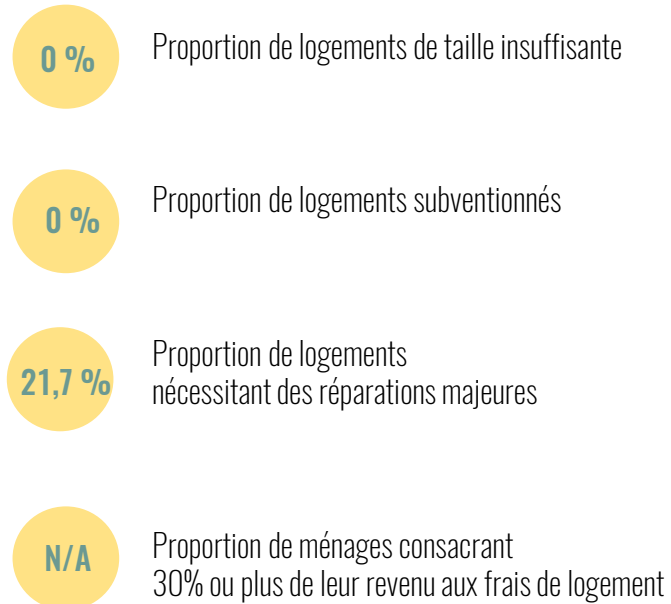 0 %
Proportion de logements de taille insuffisante
0 %
Proportion de logements subventionnés
21,7 %
Proportion de logements
nécessitant des réparations majeures
N/A
Proportion de ménages consacrant
30% ou plus de leur revenu aux frais de logement